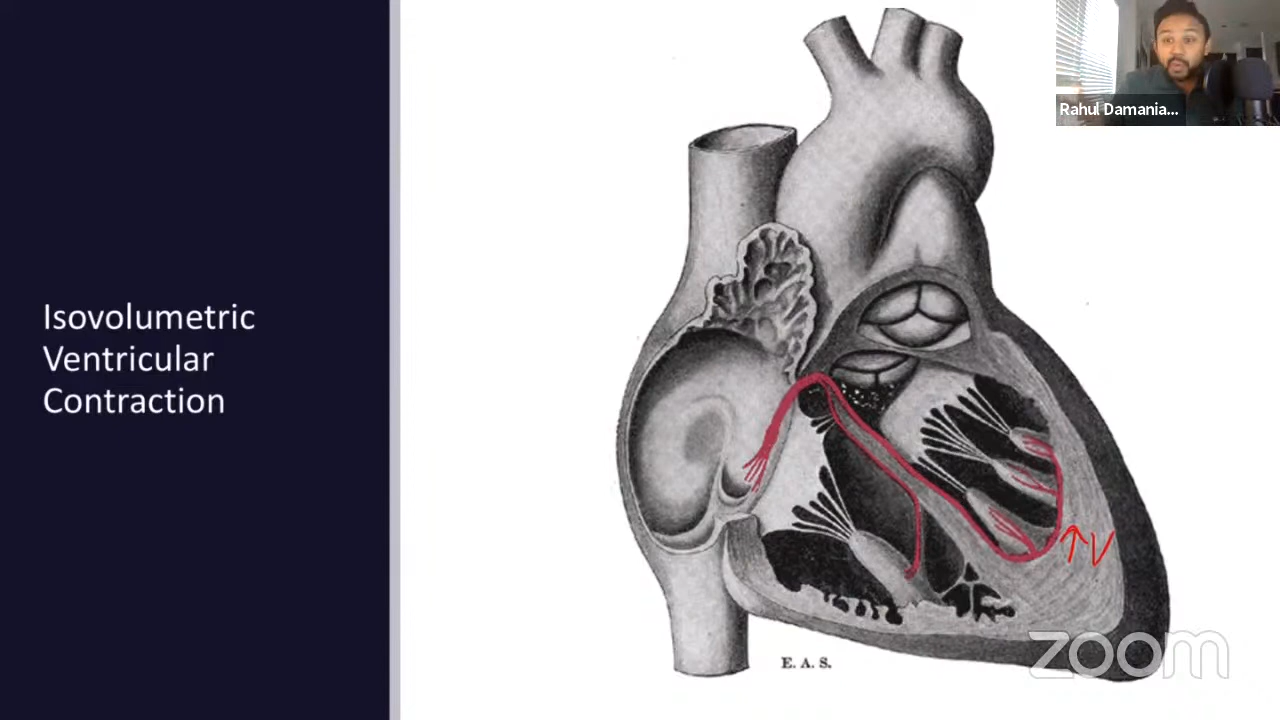 Isovolumetric
Ventricular
Contraction
Rahul Damania...
↑V
E. A. S.
zoom